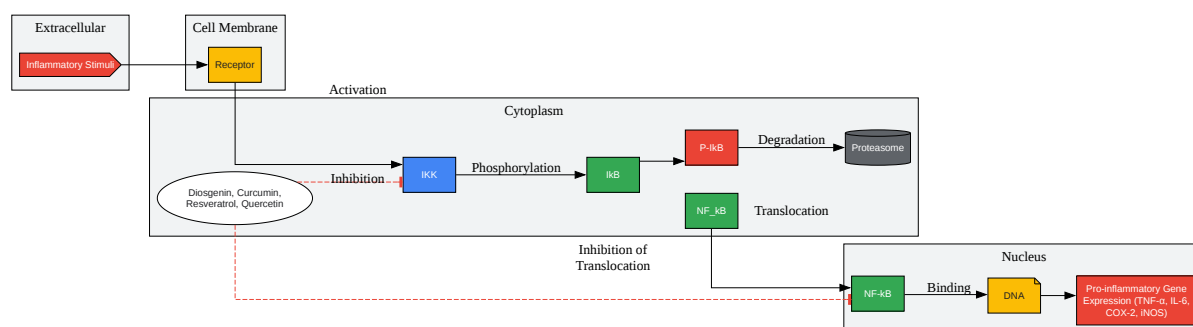 Extracellular
Cell Membrane
Inflammatory Stimuli
Receptor
Activation
Cytoplasm
P-IkB
Degradation
Proteasome
Inhibition
IKK
Phosphorylation
IkB
Diosgenin, Curcumin,
Resveratrol, Quercetin
NF_kB
Translocation
Inhibition of
Translocation
Nucleus
NF-kB
Binding
DNA
Pro-inflammatory Gene
Expression (TNF-α, IL-6,
COX-2, iNOS)